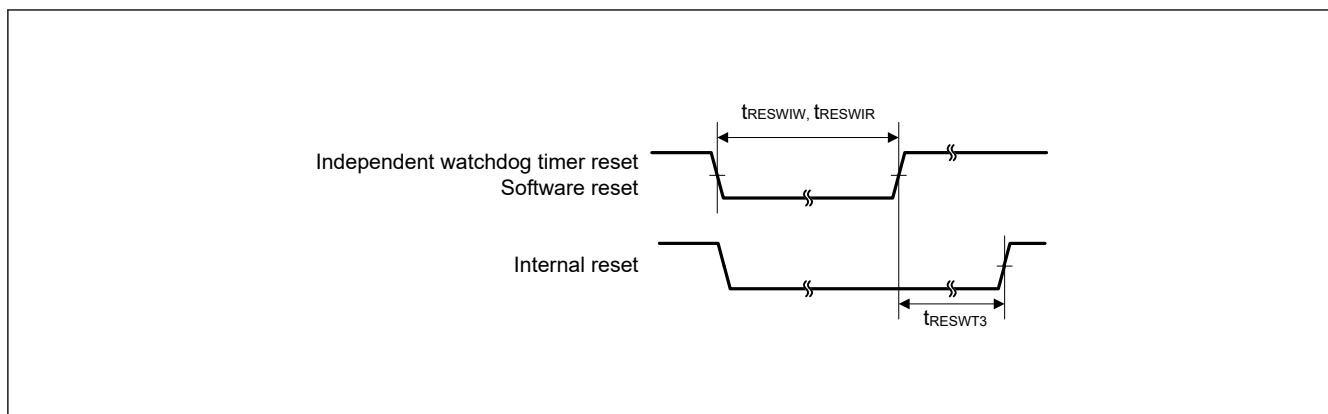 tRESWIW, tRESWIR
Independent watchdog timer reset
Software reset
Internal reset
tRESWT3